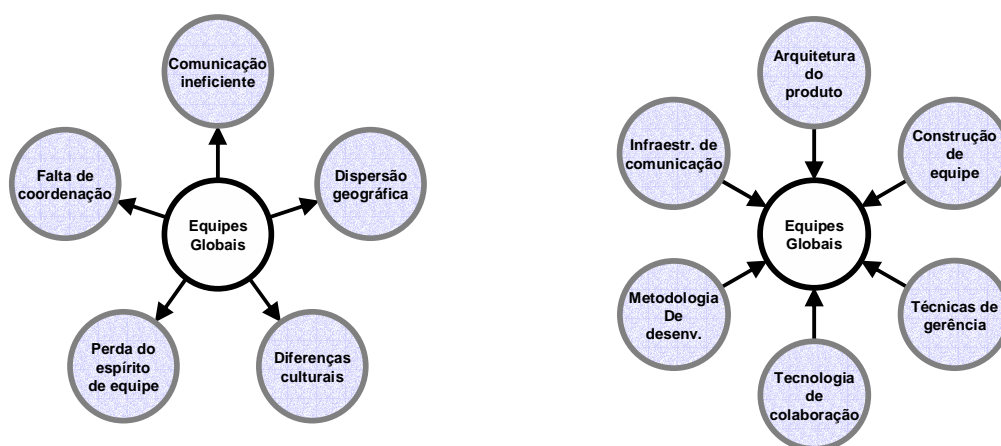 Comunicação
ineficiente
Falta de
coordenação
Dispersão
geográfica
Equipes
Globais
Perda do
espírito
de equipe
Diferenças
culturais
Arquitetura
do
produto
Infraestr. de
comunicação
Construção
de
equipe
Equipes
Globais
Metodologia
De
desenv.
Técnicas de
gerência
Tecnologia
de
colaboração